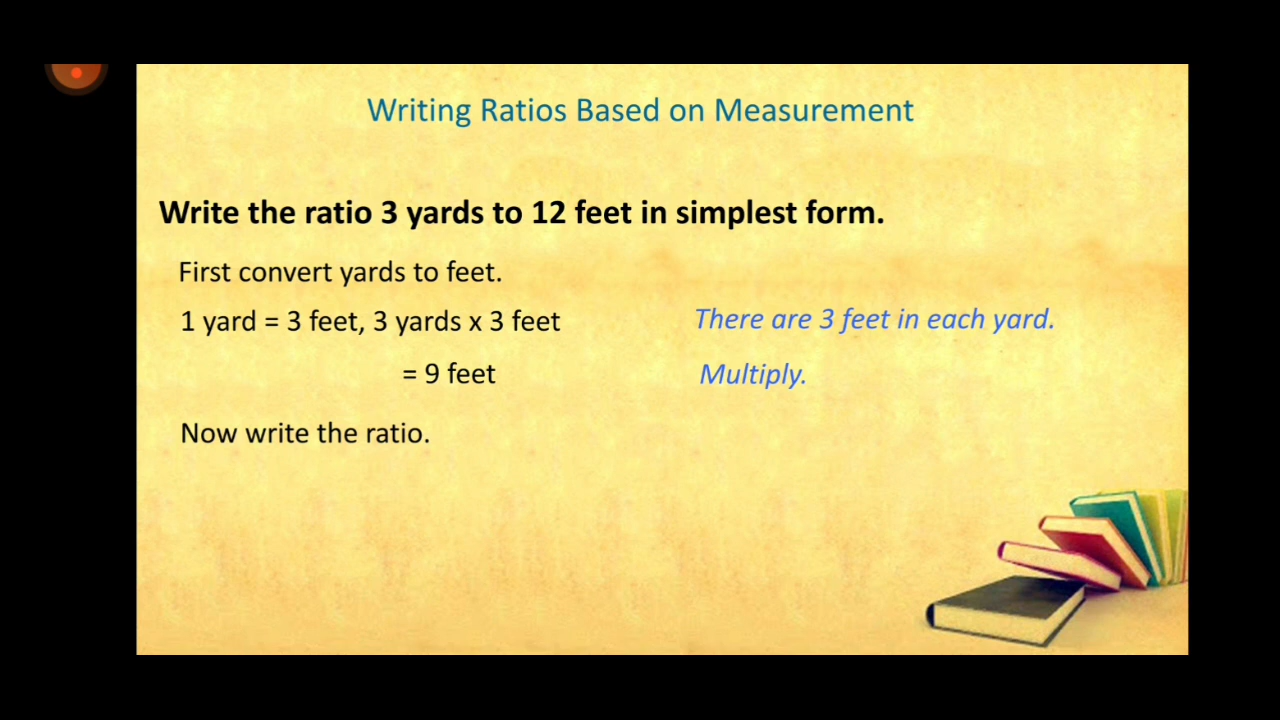 Writing Ratios Based on Measurement
Write the ratio 3 yards to 12 feet in simplest form.
First convert yards to feet.
1 yard = 3 feet, 3 yards x 3 feet
There are 3 feet in each yard.
= 9 feet
Multiply.
Now write the ratio.